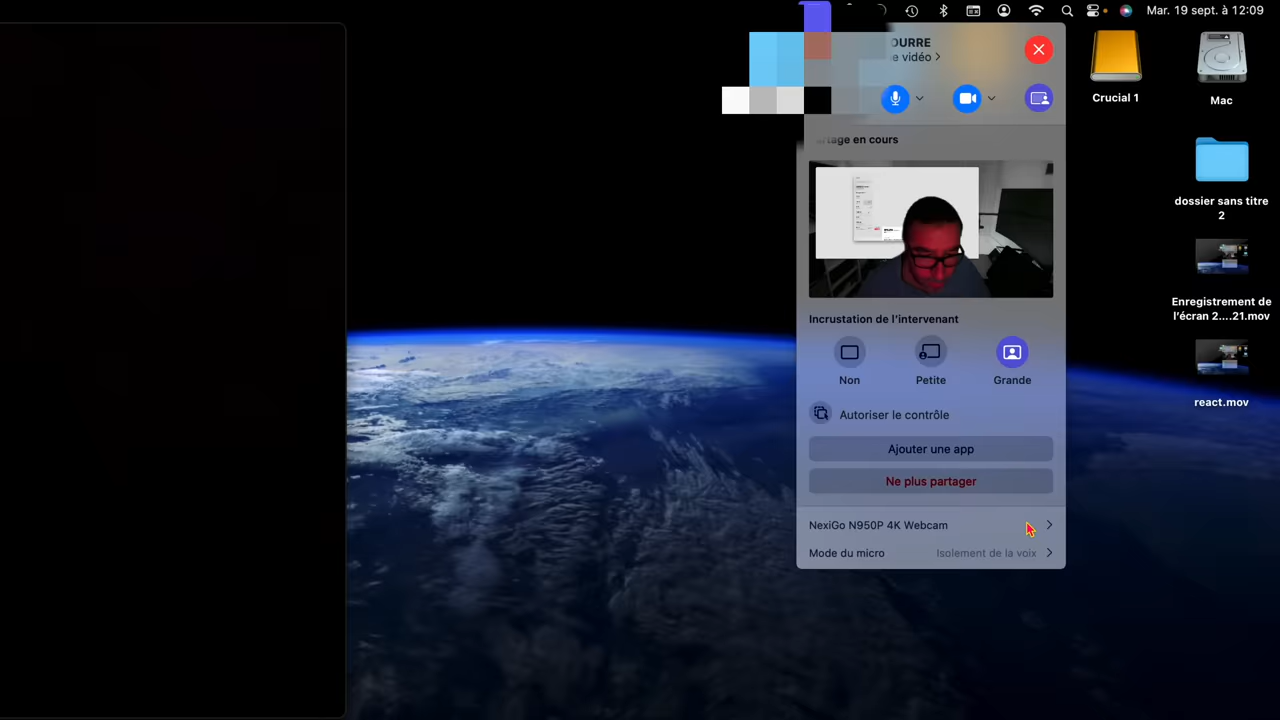 Mar. 19 sept. à 12:09
OURRE
e vidéo
tage en cours
Incrustation de l'intervenant
Non
Petite
Grande
Autoriser le contrôle
Ajouter une app
Ne plus partager
NexiGo N950P 4K Webcam
Mode du micro
Isolement de la voix
Crucial 1
Mac
dossier sans titre
2
Enregistrement de
l'écran 2....21.mov
react.mov